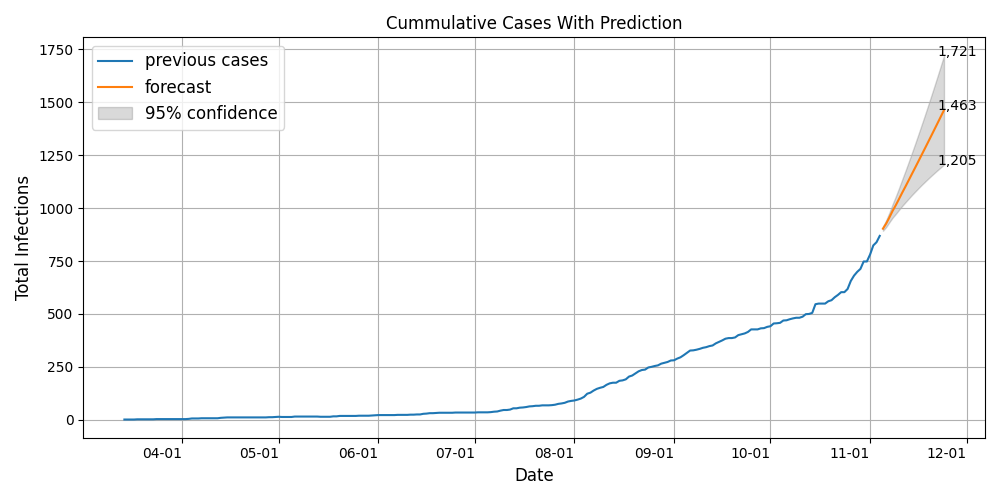 Cummulative Cases With Prediction
previous cases
forecast
95% confidence
1,721
1,463
1,205
1750
1500
1250
1000
750
500
250
0
Total Infections
04-01 05-01 06-01 07-01 08-01 09-01 10-01 11-01 12-01
Date